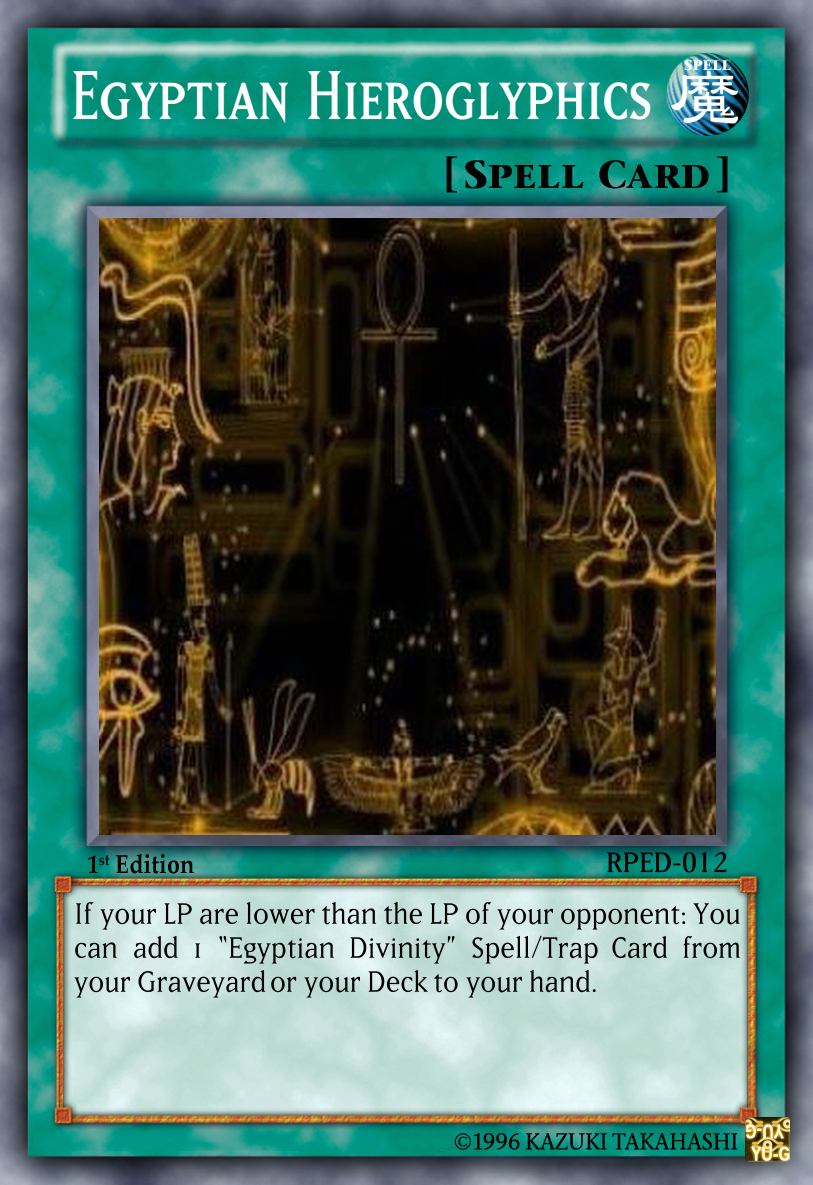 EGYPTIAN HIEROGLYPHICS
SPELL
魔
[SPELL CARD]
1st Edition
RPED-012
If your LP are lower than the LP of your opponent: You
can add 1 "Egyptian Divinity" Spell/Trap Card from
your Graveyard or your Deck to your hand.
©1996 KAZUKI TAKAHASHI